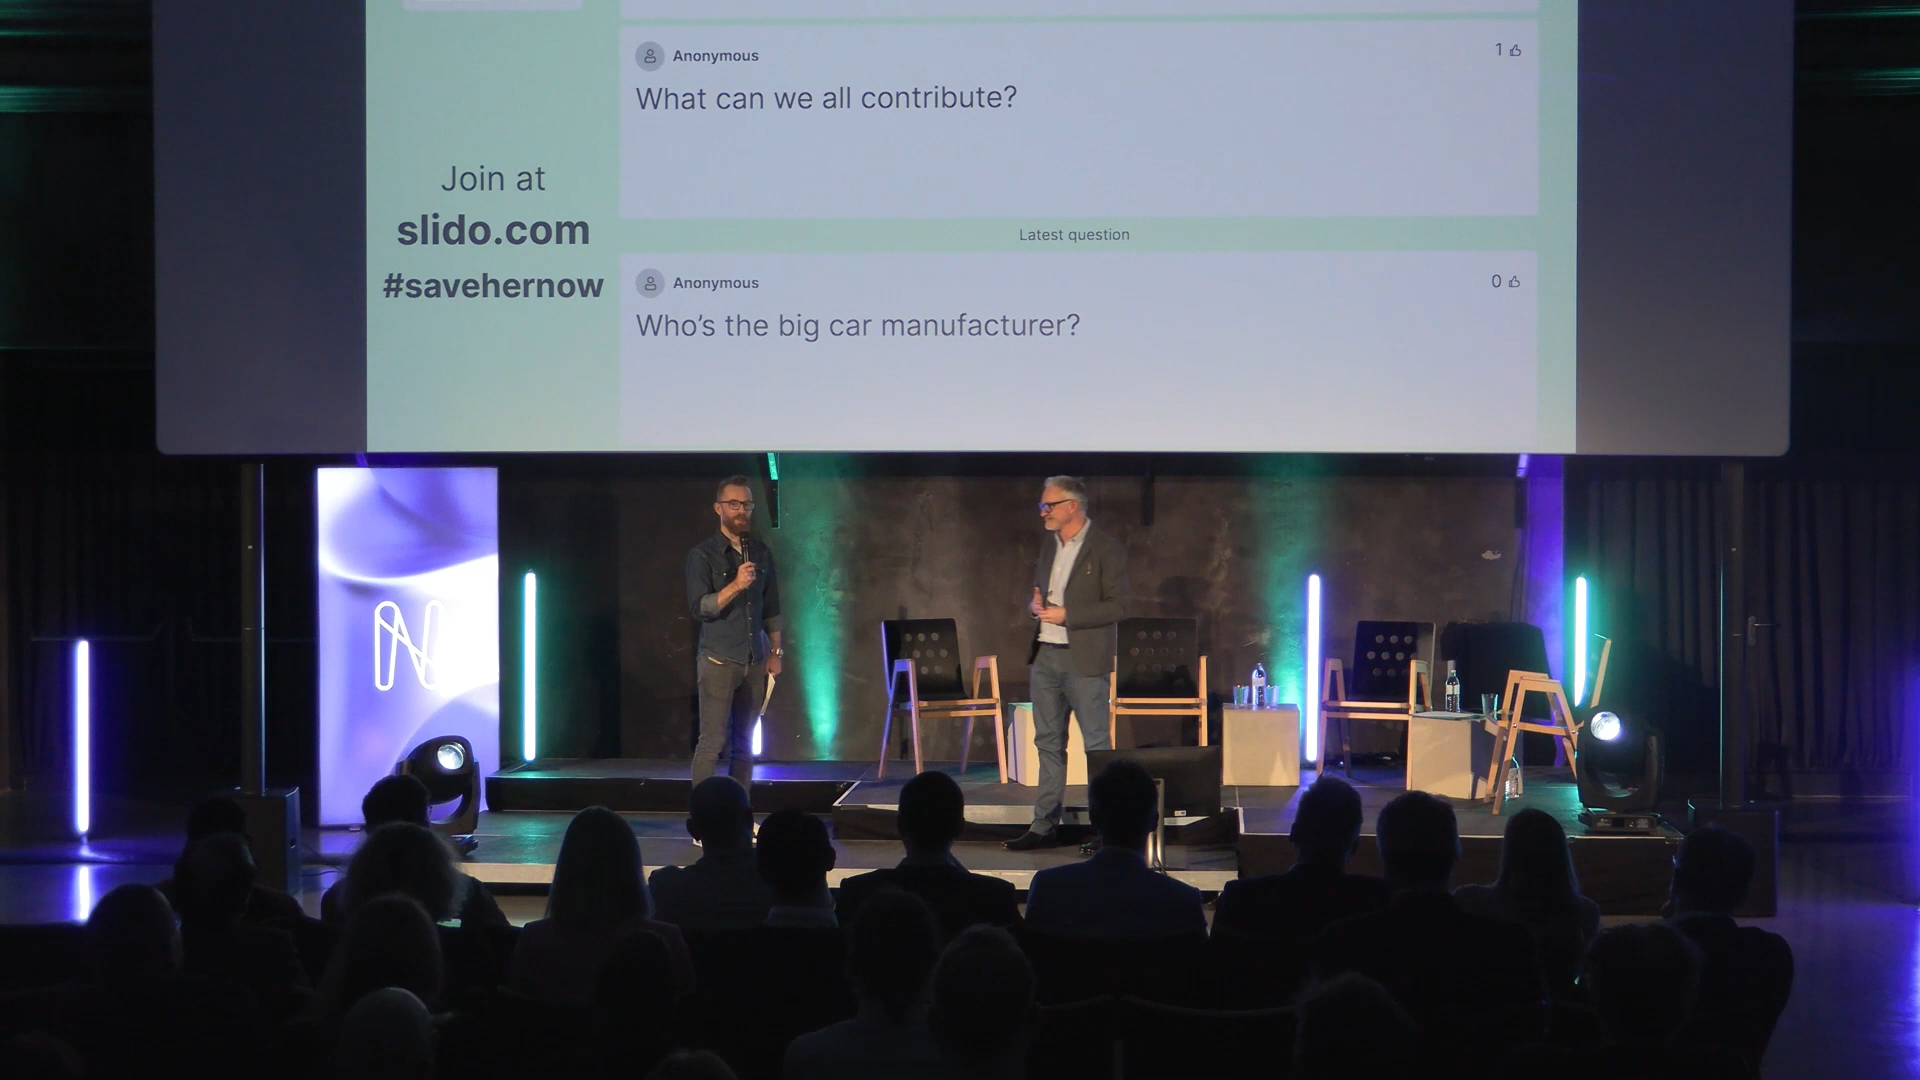 Anonymous
1
What can we all contribute?
Join at
slido.com
#savehernow
Latest question
Anonymous
0
Who's the big car manufacturer?
N